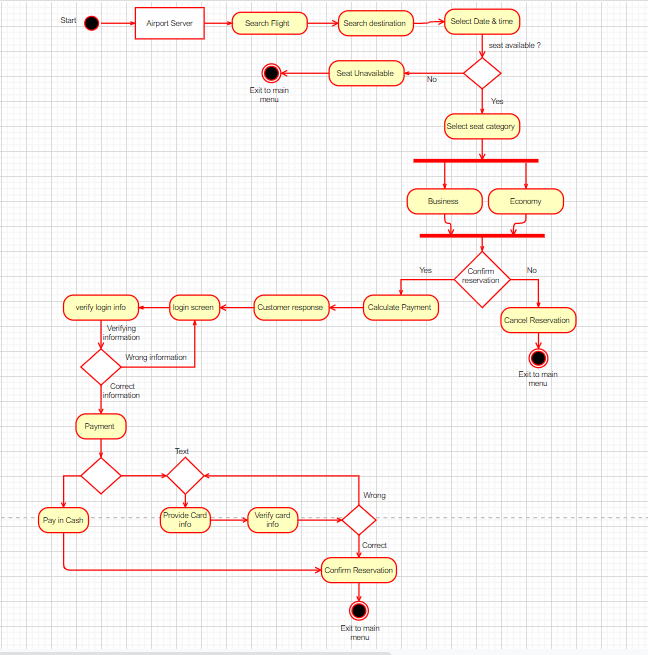 Start
Airport Server
Search Flight
Search destination
Select Date & time
seat available ?
Seat Unavailable
No
Exit to main
menu
Yes
Select seat category
Business
Economy
Confirm
reservation
Yes
No
verify login info
login screen
Customer response
Calculate Payment
Cancel Reservation
Verifying
information
Wrong information
Exit to main
menu
Correct
information
Payment
Text
Wrong
Pay in Cash
Provide Card
info
Verify card
info
Correct
Confirm Reservation
Exit to main
menu